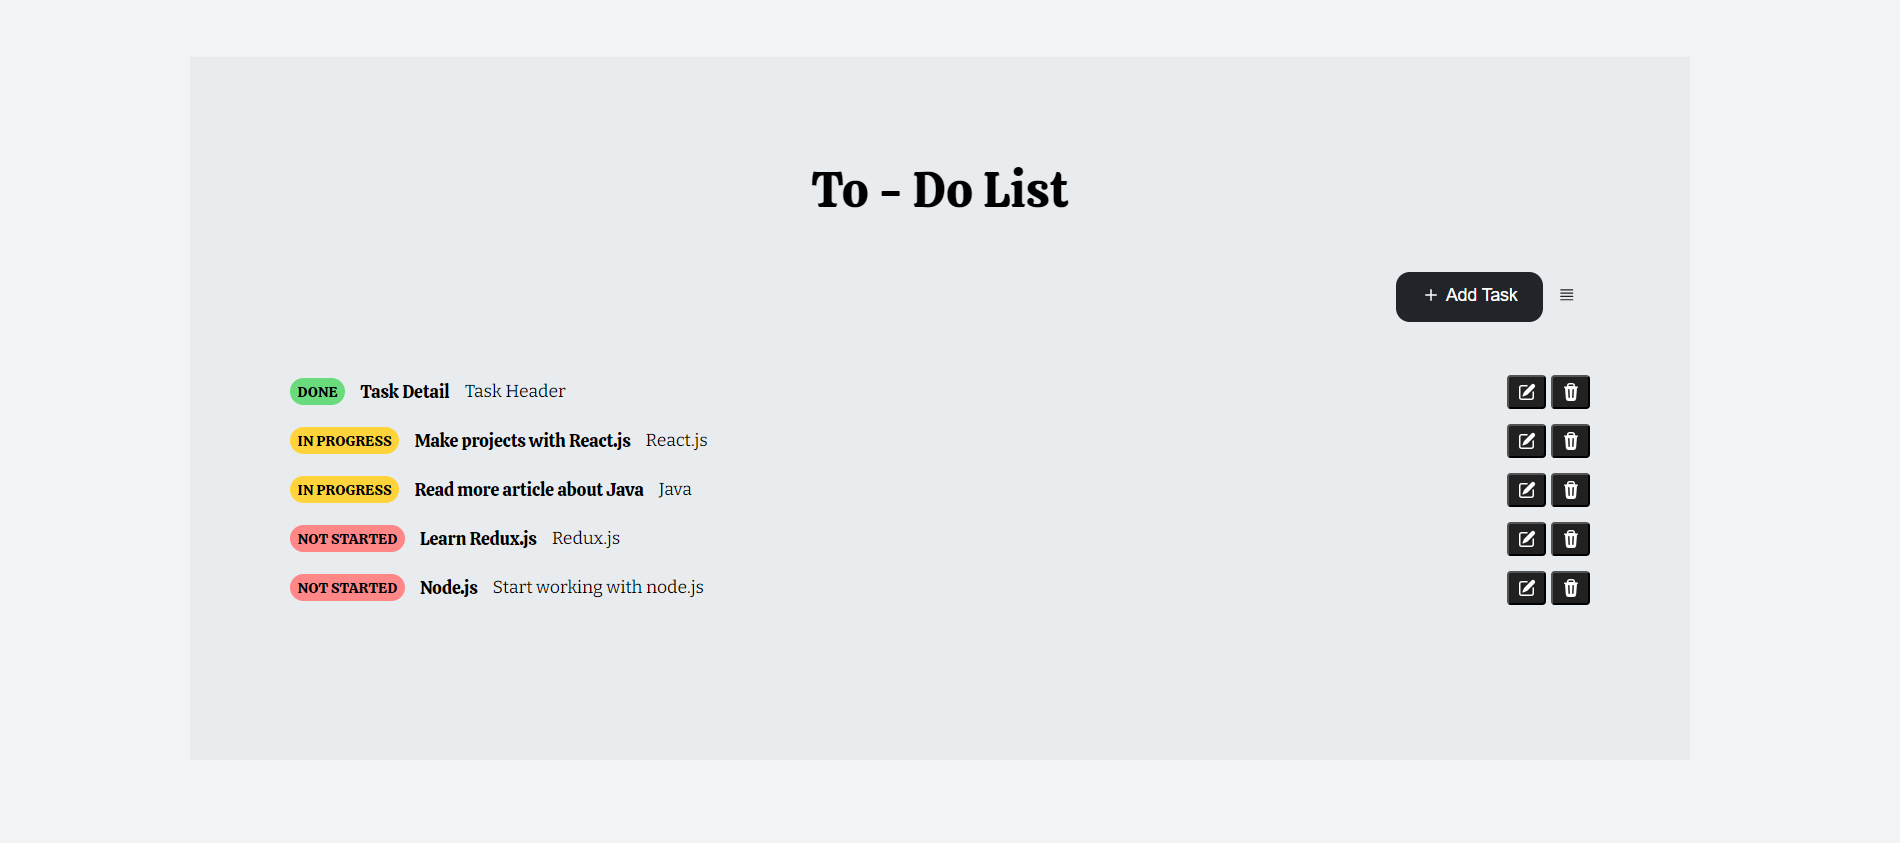 To - Do List
Add Task
DONE Task Detail Task Header
IN PROGRESS Make projects with React.js React.js
IN PROGRESS Read more article about Java Java
NOT STARTED Learn Redux.js Redux.js
NOT STARTED Node.js Start working with node.js